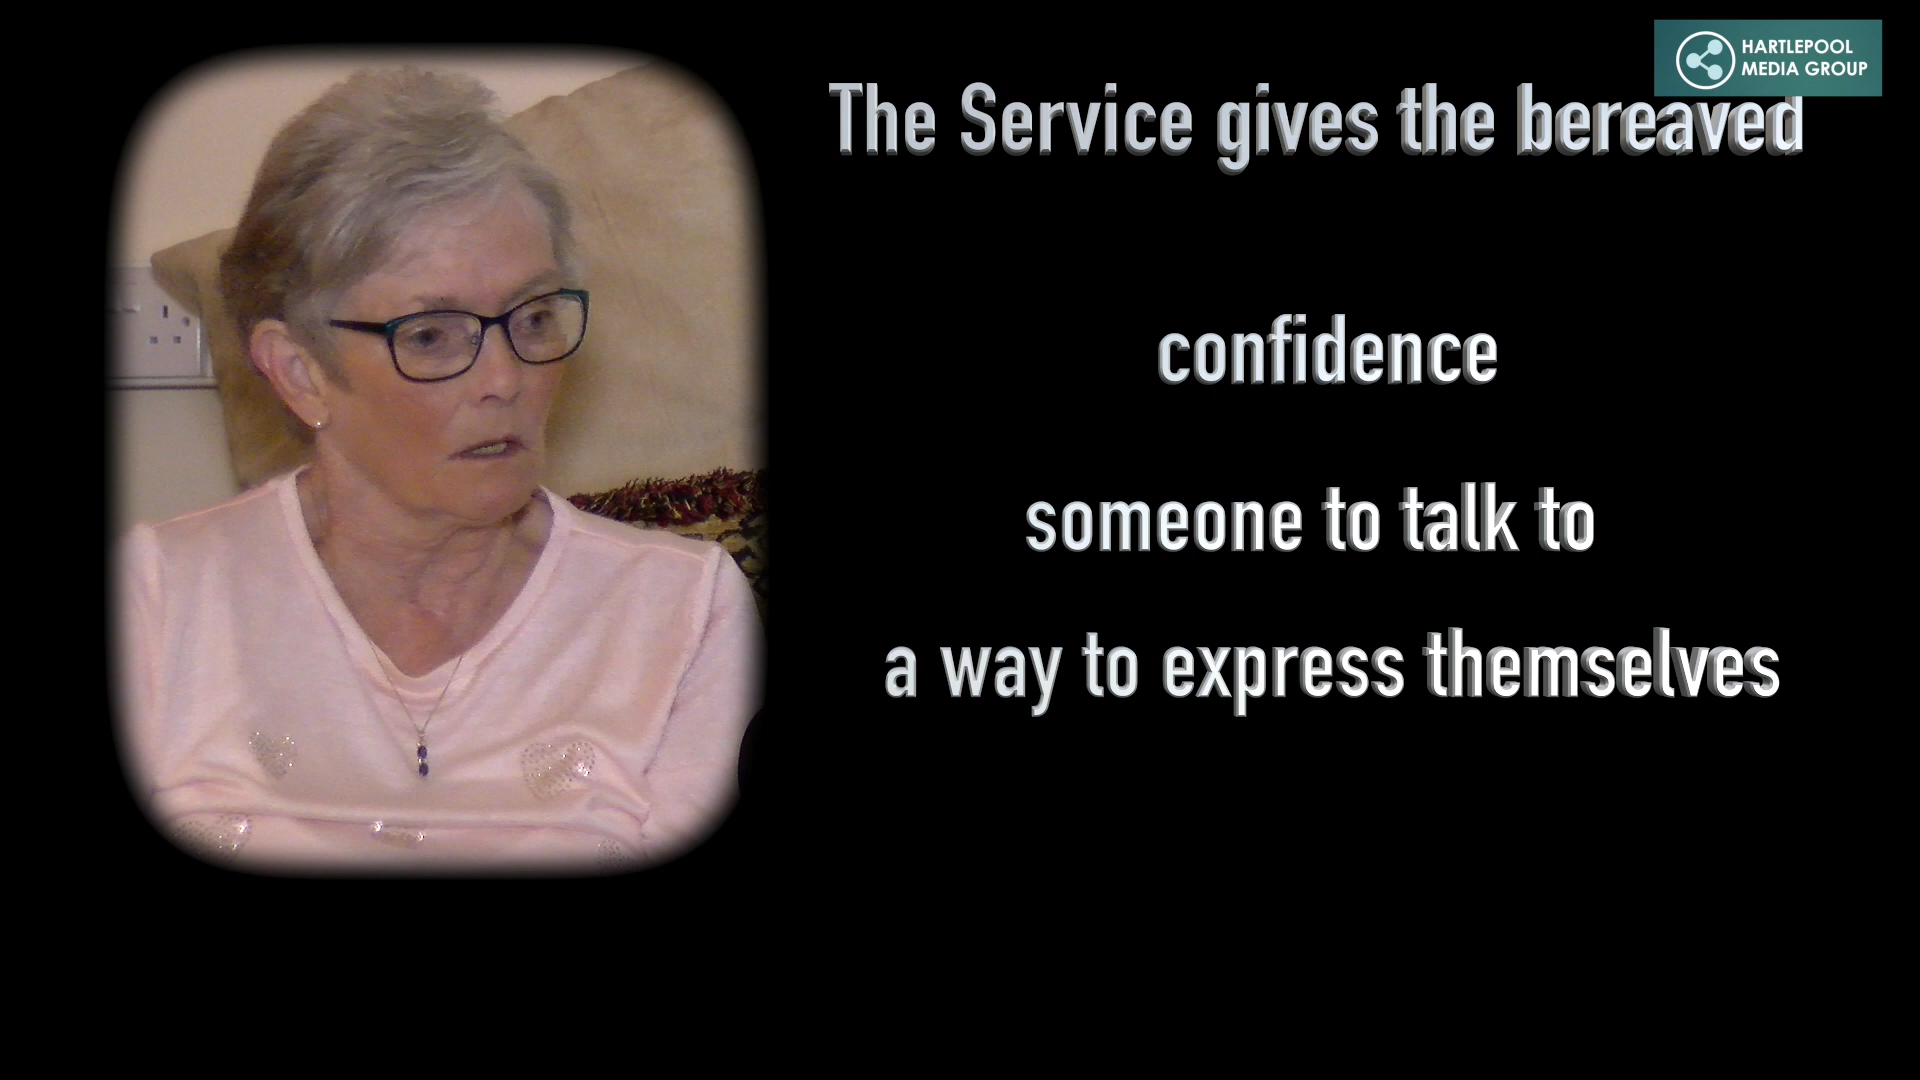 HARTLEPOOL
MEDIA GROUP
The Service gives the bereaved
confidence
someone to talk to
a way to express themselves